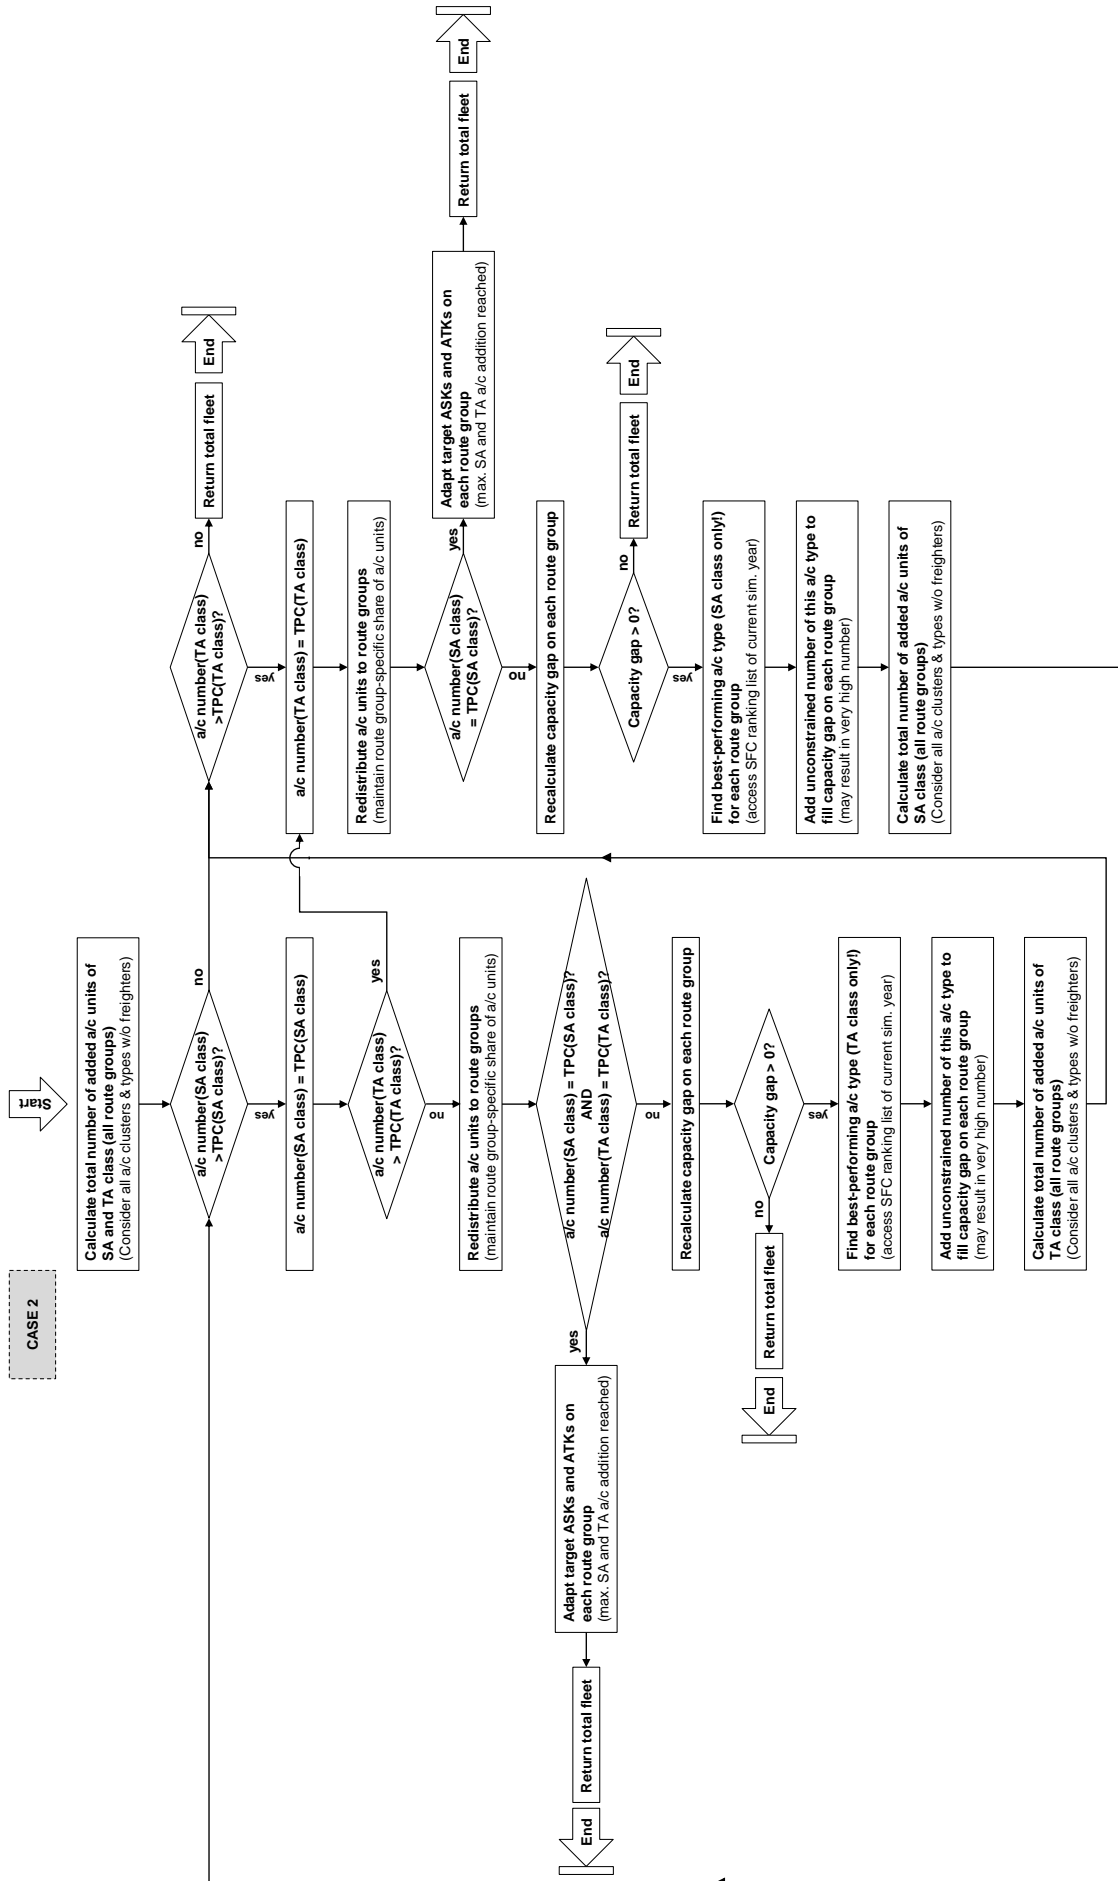 CASE 2
Start
Calculate total number of added a/c units of
SA and TA class (all route groups)
(Consider all a/c clusters & types w/o freighters)
a/c number(SA class)
>TPC(SA class)?
no
yes
a/c number(SA class) = TPC(SA class)
a/c number(TA class)
> TPC(TA class)?
yes
no
Redistribute a/c units to route groups
(maintain route group-specific share of a/c units)
a/c number(SA class) = TPC(SA class)?
AND
a/c number(TA class) = TPC(TA class)?
yes
no
Adapt target ASKs and ATKs on
each route group
(max. SA and TA a/c addition reached)
Return total fleet
End
Recalculate capacity gap on each route group
Capacity gap > 0?
no
yes
Return total fleet
End
Find best-performing a/c type (TA class only!)
for each route group
(access SFC ranking list of current sim. year)
Add unconstrained number of this a/c type to
fill capacity gap on each route group
(may result in very high number)
Calculate total number of added a/c units of
TA class (all route groups)
(Consider all a/c clusters & types w/o freighters)
a/c number(TA class)
>TPC(TA class)?
no
yes
Return total fleet
End
a/c number(TA class) = TPC(TA class)
Redistribute a/c units to route groups
(maintain route group-specific share of a/c units)
a/c number(SA class)
= TPC(SA class)?
yes
no
Adapt target ASKs and ATKs on
each route group
(max. SA and TA a/c addition reached)
Return total fleet
End
Recalculate capacity gap on each route group
Capacity gap > 0?
no
yes
Return total fleet
End
Find best-performing a/c type (SA class only!)
for each route group
(access SFC ranking list of current sim. year)
Add unconstrained number of this a/c type to
fill capacity gap on each route group
(may result in very high number)
Calculate total number of added a/c units of
SA class (all route groups)
(Consider all a/c clusters & types w/o freighters)